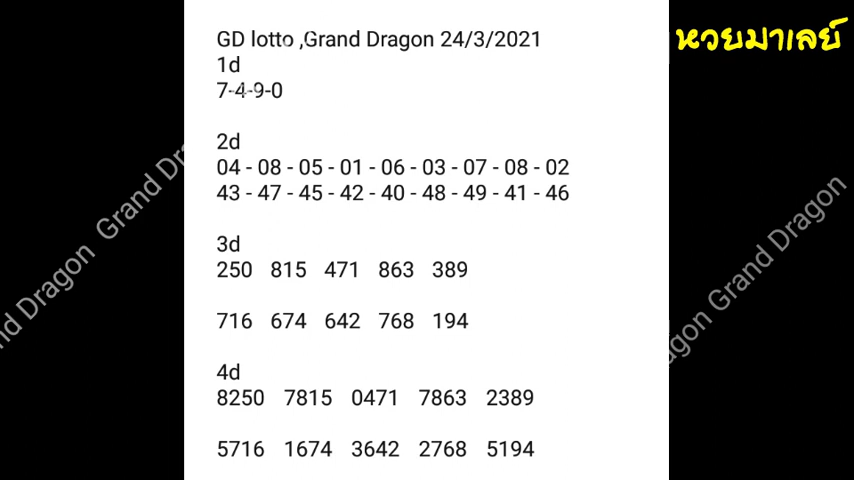 GD lotto ,Grand Dragon 24/3/2021
หวยมาเลย์
1d
7-4-9-0
2d
04 - 08 - 05 - 01 - 06 - 03 - 07 - 08 - 02
43 - 47 - 45 - 42 - 40 - 48 - 49 - 41 - 46
3d
250 815 471 863 389
716 674 642 768 194
4d
8250 7815 0471 7863 2389
5716 1674 3642 2768 5194
Dragon Grand
Grand Dragon